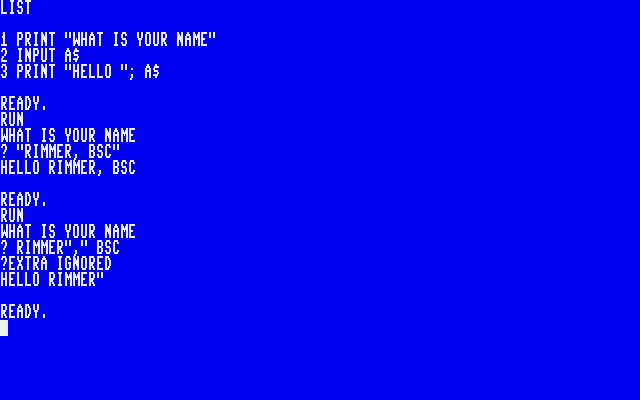 LIST
1 PRINT "WHAT IS YOUR NAME"
2 INPUT A$
3 PRINT "HELLO "; A$
READY.
RUN
WHAT IS YOUR NAME
? "RIMMER, BSC"
HELLO RIMMER, BSC
READY.
RUN
WHAT IS YOUR NAME
? RIMMER"," BSC
?EXTRA IGNORED
HELLO RIMMER"
READY.